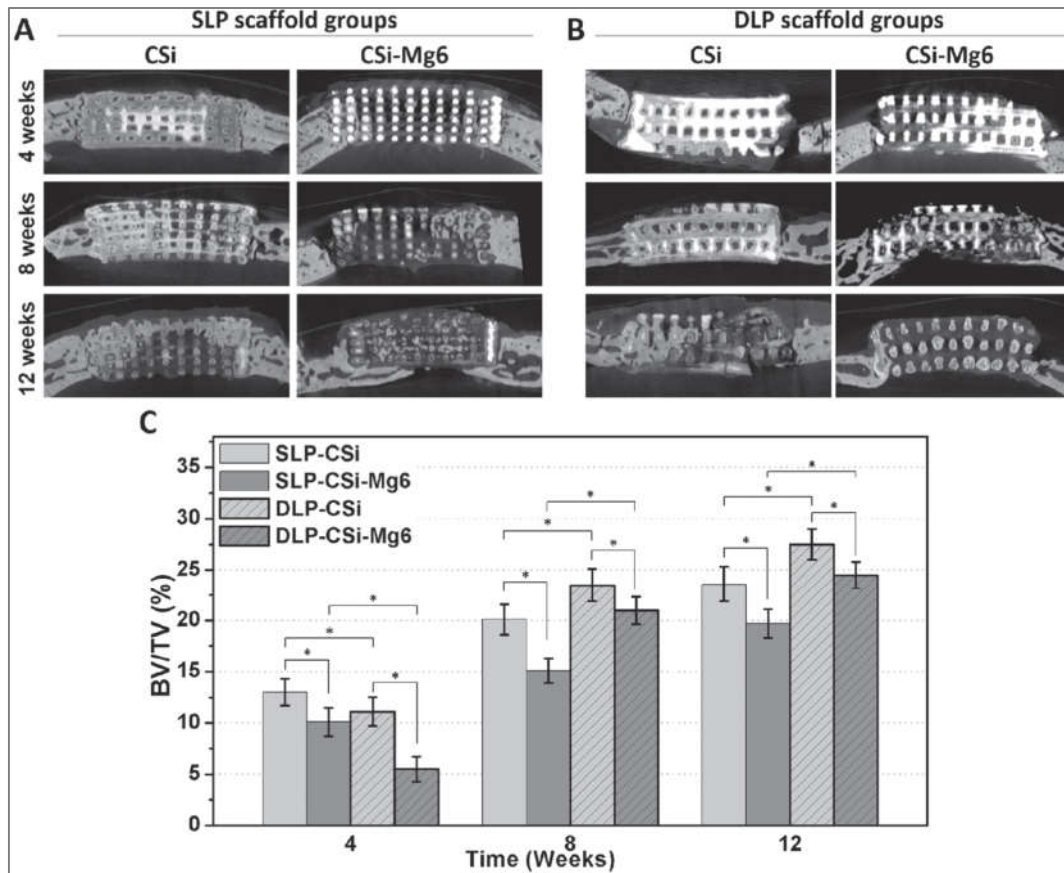 A SLP scaffold groups
CSi CSi-Mg6
B DLP scaffold groups
CSi CSi-Mg6
4 weeks
8 weeks
12 weeks
C
SLP-CSi
SLP-CSi-Mg6
DLP-CSi
DLP-CSi-Mg6
BV/TV (%)
35
30
25
20
15
10
5
0
* * * *
* * * *
* * * *
4 8 12
Time (Weeks)